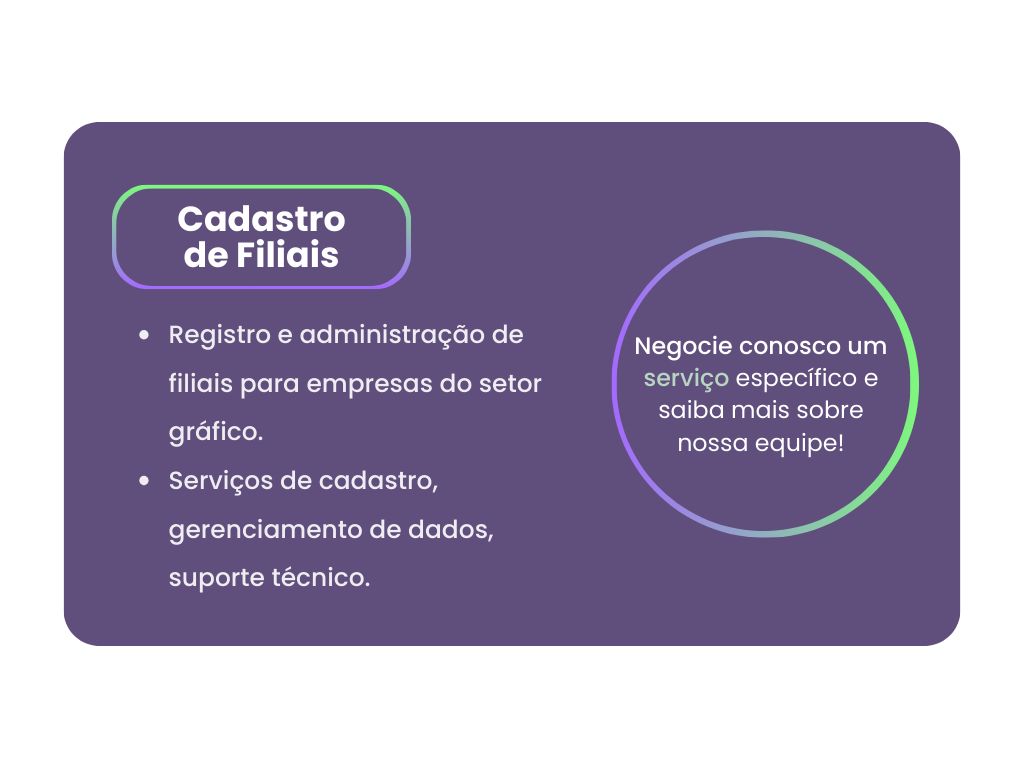 Cadastro
de Filiais
• Registro e administração de
filiais para empresas do setor
gráfico.
• Serviços de cadastro,
gerenciamento de dados,
suporte técnico.
Negocie conosco um
serviço específico e
saiba mais sobre
nossa equipe!